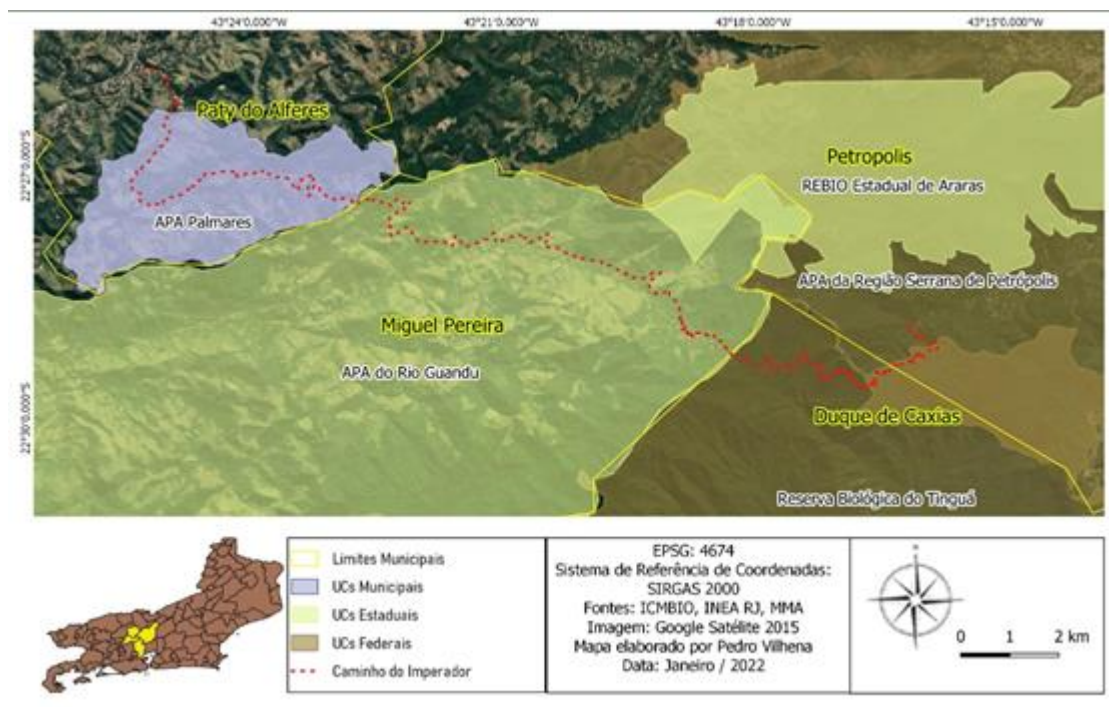 43°24'0.000"W 43°21'0.000"W 43°18'0.000"W 43°15'0.000"W
22°27'0.000"S
22°30'0.000"S
Paty do Alferes
APA Palmares
Petropolis
REBIO Estadual de Araras
APA da Região Serrana de Petrópolis
Miguel Pereira
APA do Rio Guandu
Duque de Caxias
Reserva Biológica do Tinguá
Limites Municipais
UCs Municipais
UCs Estaduais
UCs Federais
Caminho do Imperador
EPSG: 4674
Sistema de Referência de Coordenadas:
SIRGAS 2000
Fontes: ICMBIO, INEA RJ, MMA
Imagem: Google Satélite 2015
Mapa elaborado por Pedro Vilhena
Data: Janeiro / 2022
0 1 2 km